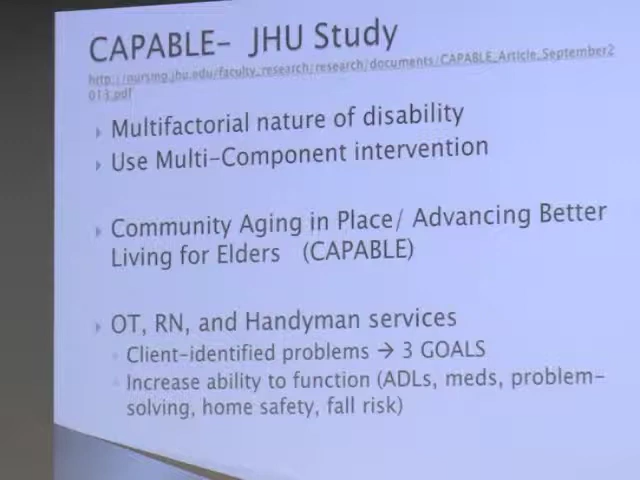 CAPABLE- JHU Study
http://nursing.jhu.edu/faculty_research/research/documents/CAPABLE_Article_September2
013.pdf
Multifactorial nature of disability
Use Multi-Component intervention
Community Aging in Place/ Advancing Better
Living for Elders (CAPABLE)
OT, RN, and Handyman services
Client-identified problems → 3 GOALS
Increase ability to function (ADLs, meds, problem-
solving, home safety, fall risk)